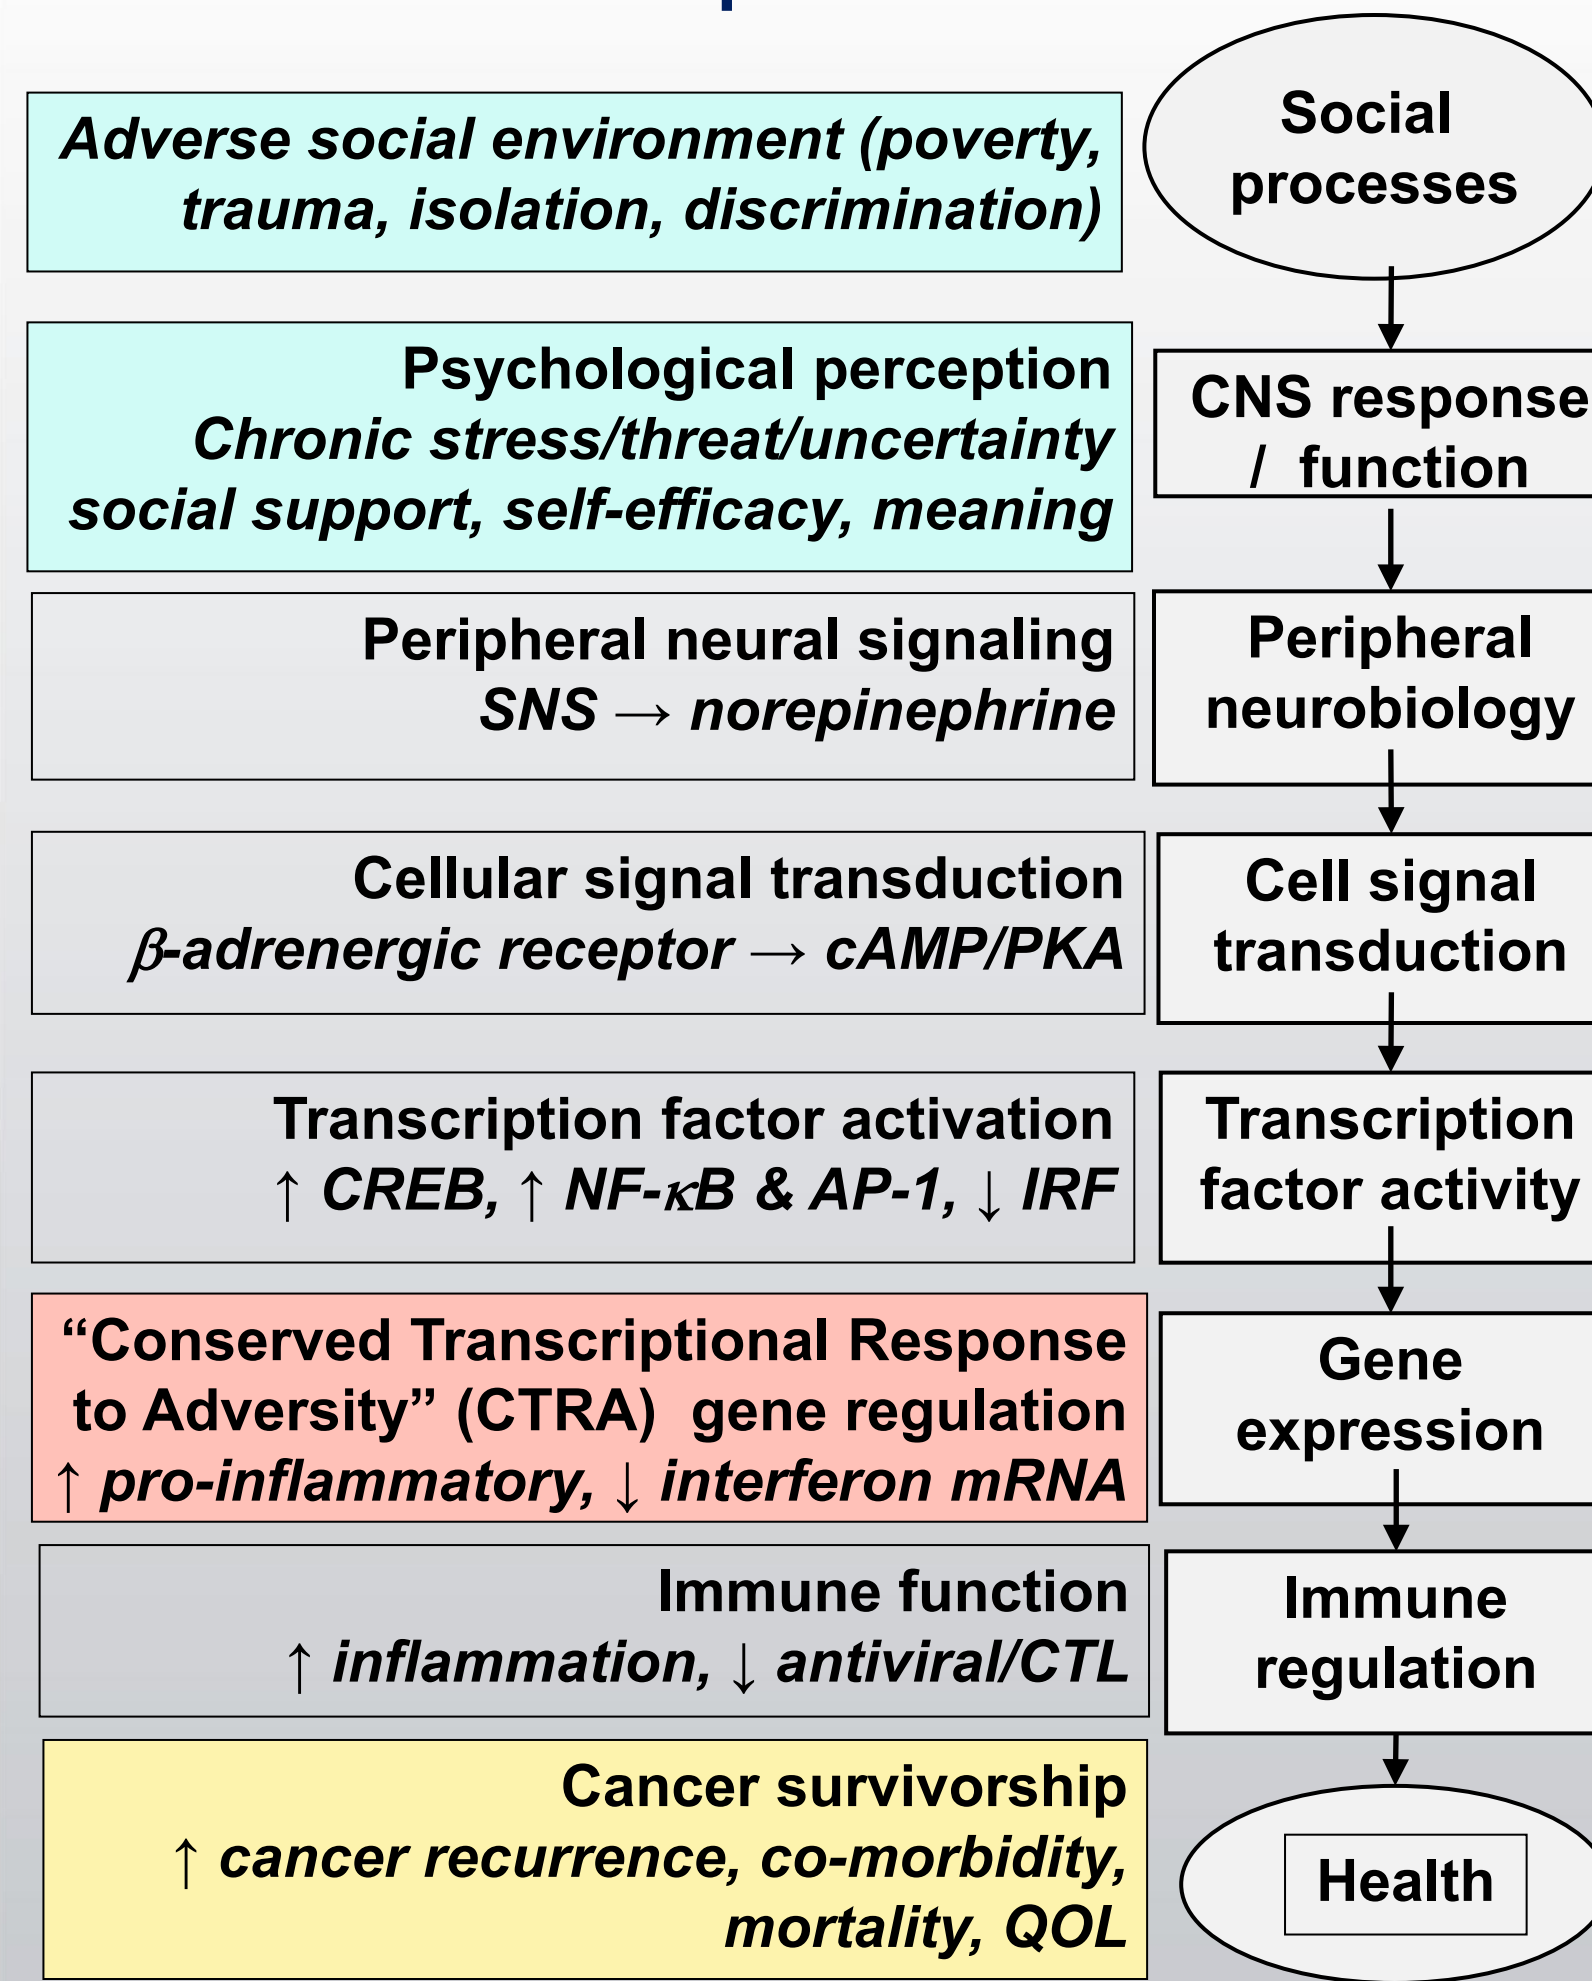 Adverse social environment (poverty,
trauma, isolation, discrimination)
Social
processes
Psychological perception
Chronic stress/threat/uncertainty
social support, self-efficacy, meaning
CNS response
/ function
Peripheral neural signaling
SNS → norepinephrine
Peripheral
neurobiology
Cellular signal transduction
β-adrenergic receptor → cAMP/PKA
Cell signal
transduction
Transcription factor activation
↑ CREB, ↑ NF-κB & AP-1, ↓ IRF
Transcription
factor activity
“Conserved Transcriptional Response
to Adversity” (CTRA) gene regulation
↑ pro-inflammatory, ↓ interferon mRNA
Gene
expression
Immune function
↑ inflammation, ↓ antiviral/CTL
Immune
regulation
Cancer survivorship
↑ cancer recurrence, co-morbidity,
mortality, QOL
Health